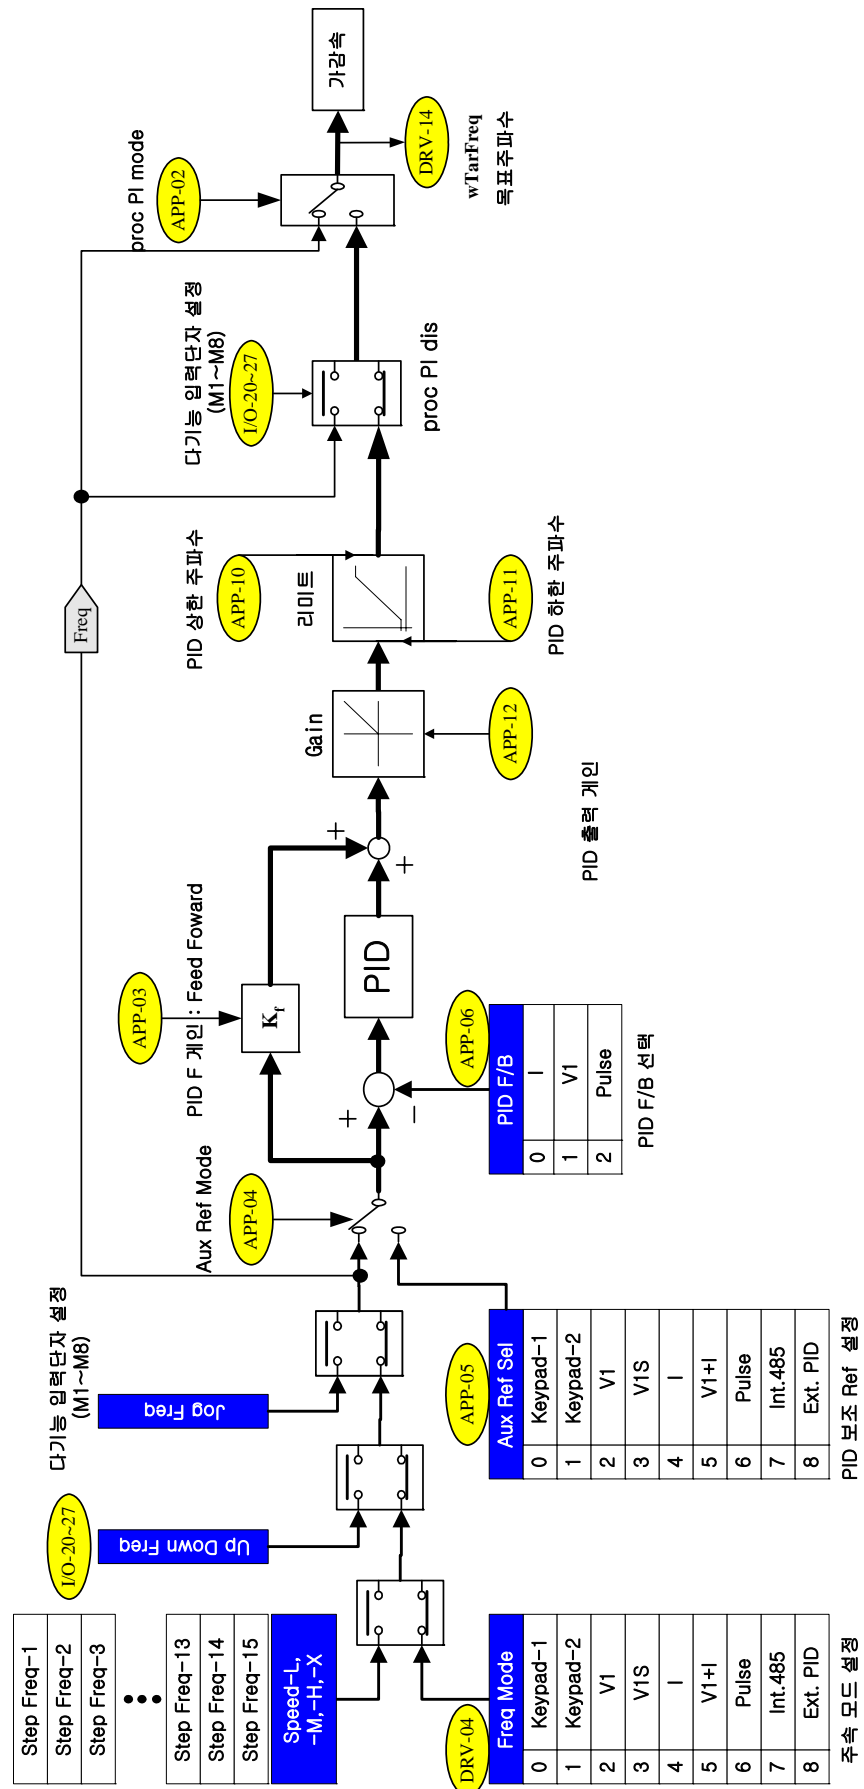 Step Freq-1
Step Freq-2
Step Freq-3
Step Freq-13
Step Freq-14
Step Freq-15
Speed-L,
-M,-H,-X
DRV-04
Freq Mode
0 Keypad-1
1 Keypad-2
2 V1
3 V1S
4 I
5 V1+I
6 Pulse
7 Int.485
8 Ext. PID
주속 모드 설정
I/O-20~27
Up Down Freq
다기능 입력단자 설정
(M1~M8)
Jog Freq
Aux Ref Mode
APP-04
APP-05
Aux Ref Sel
0 Keypad-1
1 Keypad-2
2 V1
3 V1S
4 I
5 V1+I
6 Pulse
7 Int.485
8 Ext. PID
PID 보조 Ref 설정
APP-03
PID F 게인 : Feed Foward
Kf
+
-
PID
+
+
APP-06
PID F/B
0 I
1 V1
2 Pulse
PID F/B 선택
Gain
APP-12
PID 출력 게인
Freq
PID 상한 주파수
APP-10
리미트
APP-11
PID 하한 주파수
다기능 입력단자 설정
(M1~M8)
I/O-20~27
proc PI dis
proc PI mode
APP-02
가감속
DRV-14
wTarFreq
목표주파수